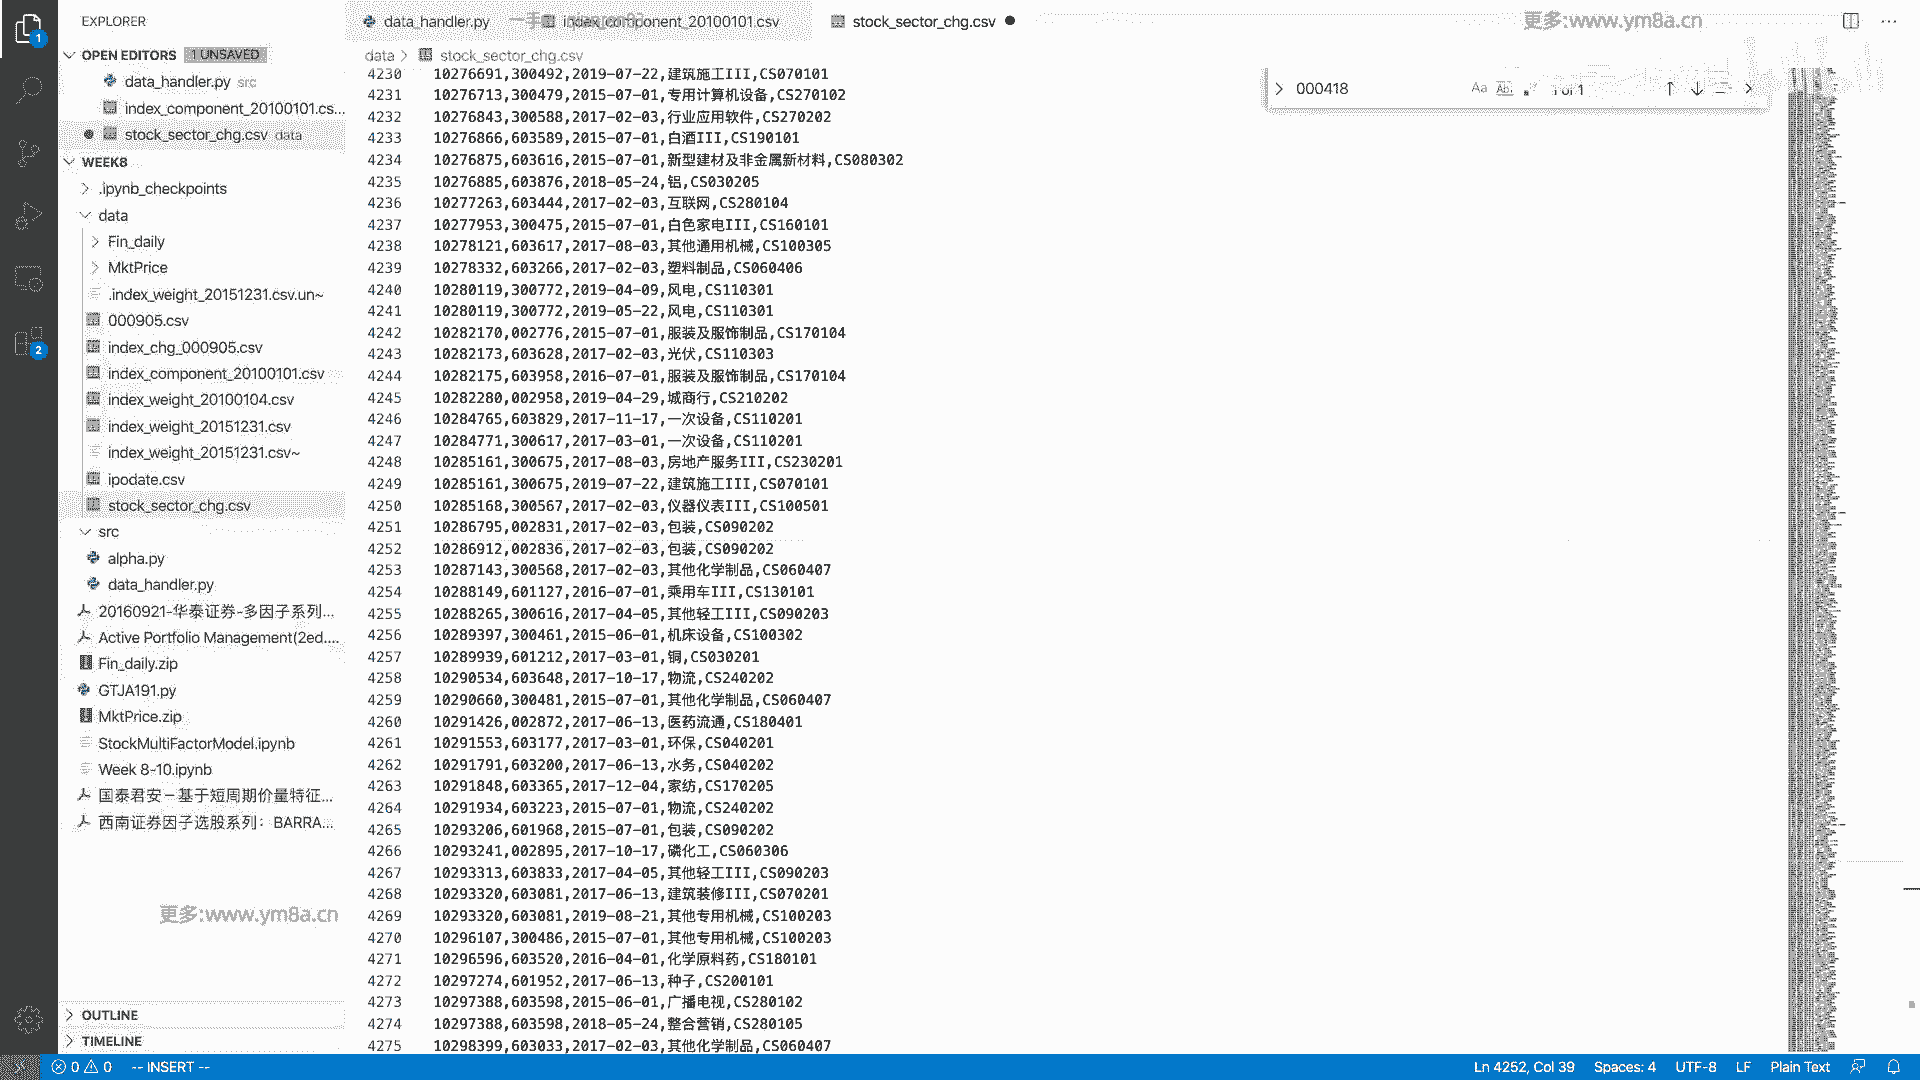 EXPLORER
data_handler.py
index_component_20100101.csv
stock_sector_chg.csv
更多:www.ym8a.cn
OPEN EDITORS
1 UNSAVED
data_handler.py src
index_component_20100101.cs...
stock_sector_chg.csv data
WEEK8
.ipynb_checkpoints
data
Fin_daily
MktPrice
.index_weight_20151231.csv.un~
000905.csv
index_chg_000905.csv
index_component_20100101.csv
index_weight_20100104.csv
index_weight_20151231.csv
index_weight_20151231.csv~
ipodate.csv
stock_sector_chg.csv
src
alpha.py
data_handler.py
20160921-华泰证券-多因子系列...
Active Portfolio Management(2ed....
Fin_daily.zip
GTJA191.py
MktPrice.zip
StockMultiFactorModel.ipynb
Week 8-10.ipynb
国泰君安－基于短周期价量特征...
西南证券因子选股系列：BARRA...
更多:www.ym8a.cn
OUTLINE
TIMELINE
data > stock_sector_chg.csv
000418
Aa
Abl
1 of 1
4230 10276691,300492,2019-07-22,建筑施工III,CS070101
4231 10276713,300479,2015-07-01,专用计算机设备,CS270102
4232 10276843,300588,2017-02-03,行业应用软件,CS270202
4233 10276866,603589,2015-07-01,白酒III,CS190101
4234 10276875,603616,2015-07-01,新型建材及非金属新材料,CS080302
4235 10276885,603876,2018-05-24,铝,CS030205
4236 10277263,603444,2017-02-03,互联网,CS280104
4237 10277953,300475,2015-07-01,白色家电III,CS160101
4238 10278121,603617,2017-08-03,其他通用机械,CS100305
4239 10278332,603266,2017-02-03,塑料制品,CS060406
4240 10280119,300772,2019-04-09,风电,CS110301
4241 10280119,300772,2019-05-22,风电,CS110301
4242 10282170,002776,2015-07-01,服装及服饰制品,CS170104
4243 10282173,603628,2017-02-03,光伏,CS110303
4244 10282175,603958,2016-07-01,服装及服饰制品,CS170104
4245 10282280,002958,2019-04-29,城商行,CS210202
4246 10284765,603829,2017-11-17,一次设备,CS110201
4247 10284771,300617,2017-03-01,一次设备,CS110201
4248 10285161,300675,2017-08-03,房地产服务III,CS230201
4249 10285161,300675,2019-07-22,建筑施工III,CS070101
4250 10285168,300567,2017-02-03,仪器仪表III,CS100501
4251 10286795,002831,2017-02-03,包装,CS090202
4252 10286912,002836,2017-02-03,包装,CS090202
4253 10287143,300568,2017-02-03,其他化学制品,CS060407
4254 10288149,601127,2016-07-01,乘用车III,CS130101
4255 10288265,300616,2017-04-05,其他轻工III,CS090203
4256 10289397,300461,2015-06-01,机床设备,CS100302
4257 10289939,601212,2017-03-01,铜,CS030201
4258 10290534,603648,2017-10-17,物流,CS240202
4259 10290660,300481,2015-07-01,其他化学制品,CS060407
4260 10291426,002872,2017-06-13,医药流通,CS180401
4261 10291553,603177,2017-03-01,环保,CS040201
4262 10291791,603200,2017-06-13,水务,CS040202
4263 10291848,603365,2017-12-04,家纺,CS170205
4264 10291934,603223,2015-07-01,物流,CS240202
4265 10293206,601968,2015-07-01,包装,CS090202
4266 10293241,002895,2017-10-17,磷化工,CS060306
4267 10293313,603833,2017-04-05,其他轻工III,CS090203
4268 10293320,603081,2017-06-13,建筑装修III,CS070201
4269 10293320,603081,2019-08-21,其他专用机械,CS100203
4270 10296107,300486,2015-07-01,其他专用机械,CS100203
4271 10296596,603520,2016-04-01,化学原料药,CS180101
4272 10297274,601952,2017-06-13,种子,CS200101
4273 10297388,603598,2015-06-01,广播电视,CS280102
4274 10297388,603598,2018-05-24,整合营销,CS280105
4275 10298399,603033,2017-02-03,其他化学制品,CS060407
0 0 -- INSERT --
Ln 4252, Col 39 Spaces: 4 UTF-8 LF Plain Text